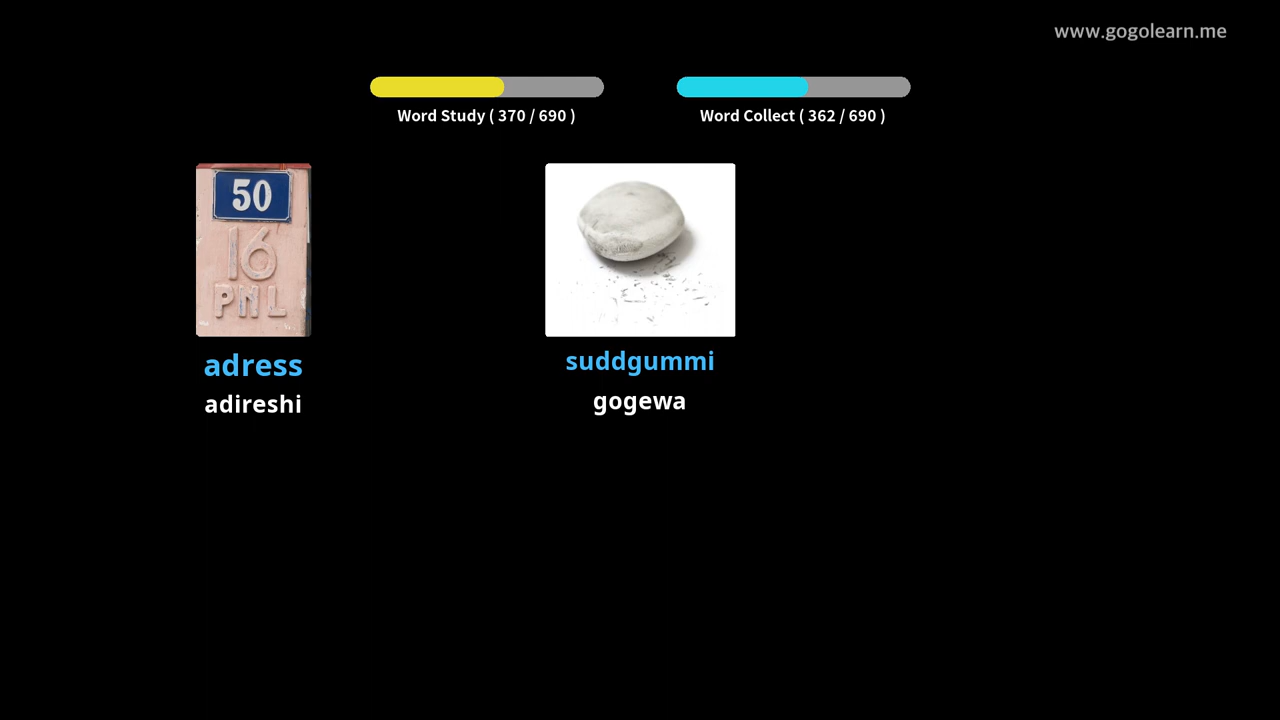 www.gogolearn.me
Word Study ( 370 / 690 )
Word Collect ( 362 / 690 )
50
16
PNL
adress
adireshi
suddgummi
gogewa